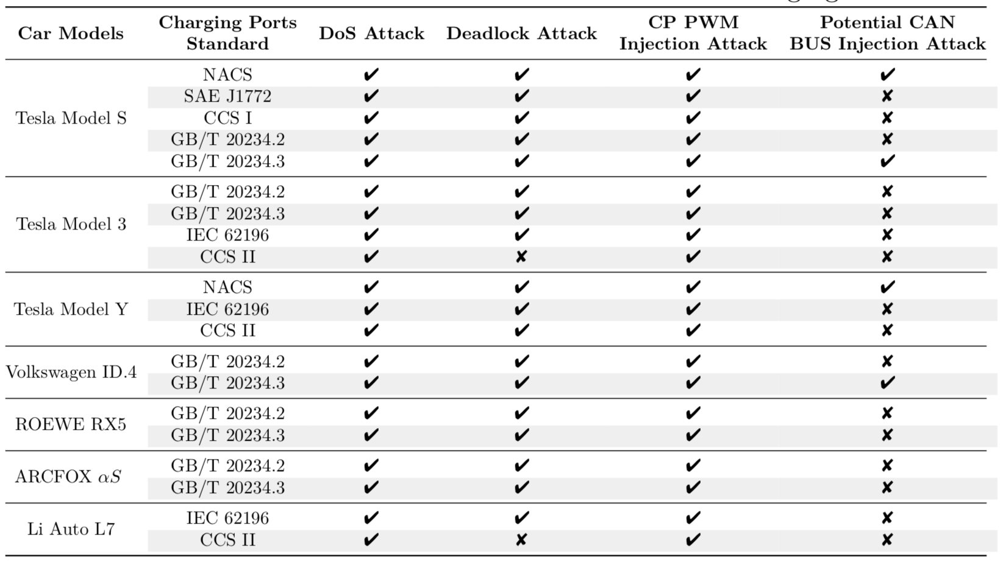 Car Models Charging Ports Standard DoS Attack Deadlock Attack CP PWM Injection Attack Potential CAN BUS Injection Attack
Tesla Model S
NACS ✔ ✔ ✔ ✔
SAE J1772 ✔ ✔ ✔ ✘
CCS I ✔ ✔ ✔ ✘
GB/T 20234.2 ✔ ✔ ✔ ✘
GB/T 20234.3 ✔ ✔ ✔ ✔
Tesla Model 3
GB/T 20234.2 ✔ ✔ ✔ ✘
GB/T 20234.3 ✔ ✔ ✔ ✘
IEC 62196 ✔ ✔ ✔ ✘
CCS II ✔ ✘ ✔ ✘
Tesla Model Y
NACS ✔ ✔ ✔ ✔
IEC 62196 ✔ ✔ ✔ ✘
CCS II ✔ ✔ ✔ ✘
Volkswagen ID.4
GB/T 20234.2 ✔ ✔ ✔ ✘
GB/T 20234.3 ✔ ✔ ✔ ✔
ROEWE RX5
GB/T 20234.2 ✔ ✔ ✔ ✘
GB/T 20234.3 ✔ ✔ ✔ ✘
ARCFOX αS
GB/T 20234.2 ✔ ✔ ✔ ✘
GB/T 20234.3 ✔ ✔ ✔ ✘
Li Auto L7
IEC 62196 ✔ ✔ ✔ ✘
CCS II ✔ ✘ ✔ ✘